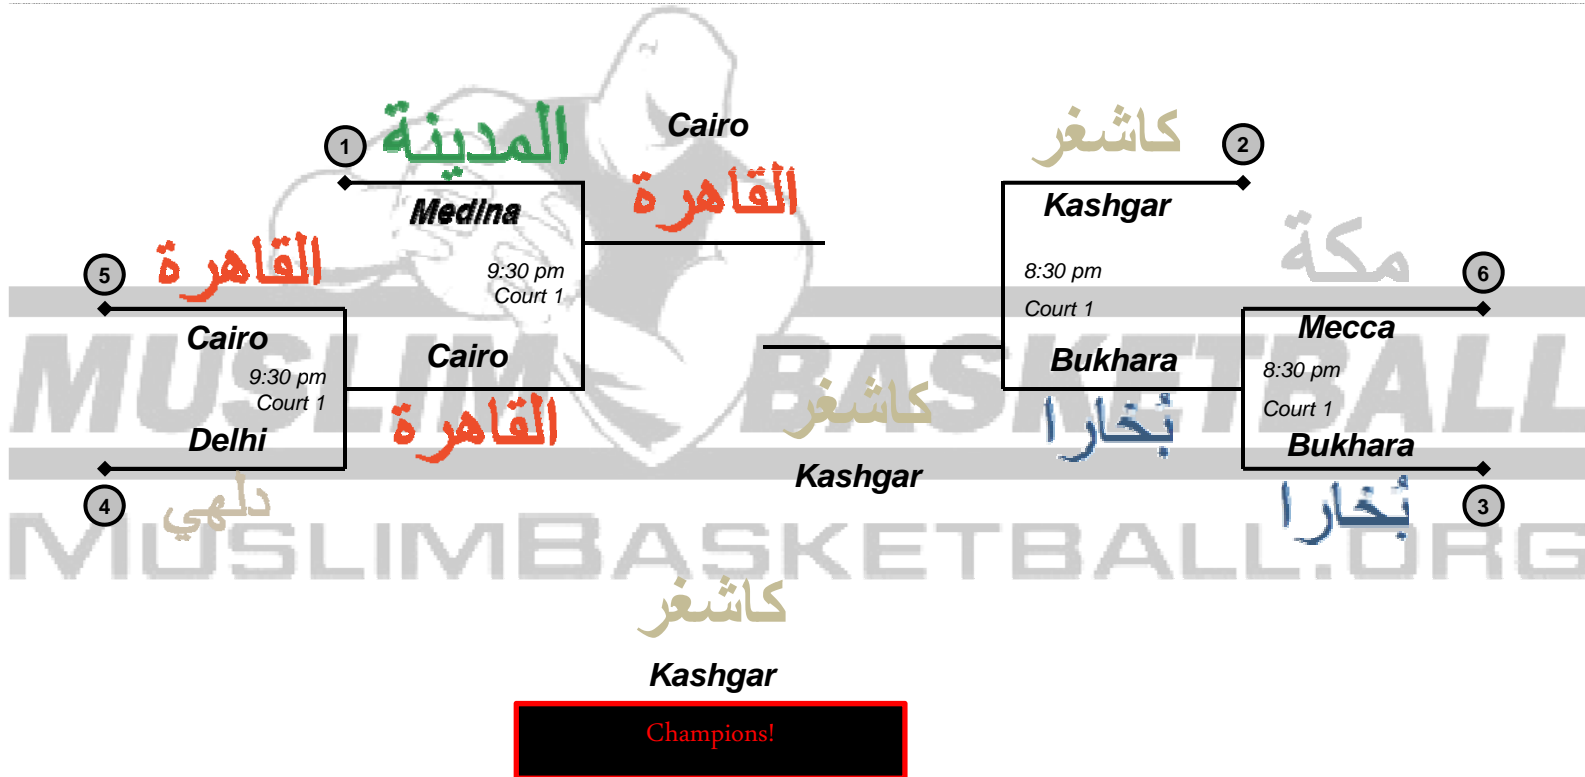 Cairo
القاهرة
1
المدينة
Medina
9:30 pm
Court 1
5
القاهرة
Cairo
9:30 pm
Court 1
Delhi
دلهي
4
Cairo
القاهرة
كاشغر
2
Kashgar
8:30 pm
Court 1
مكة
6
Mecca
8:30 pm
Court 1
Bukhara
بُخارا
3
Bukhara
بُخارا
كاشغر
Kashgar
MUSLIM BASKETBALL
MUSLIMBASKETBALL.ORG
كاشغر
Kashgar
Champions!